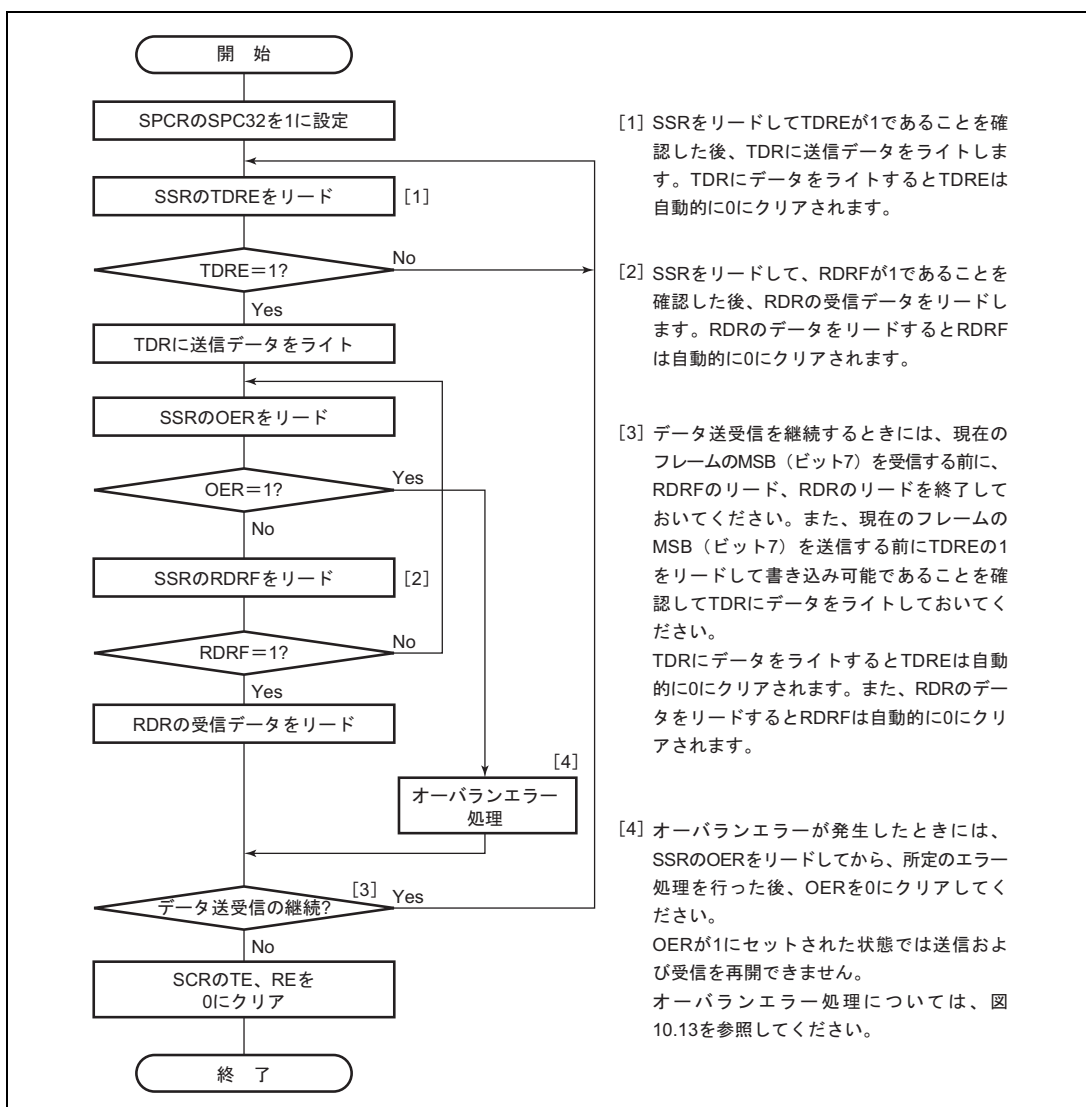 開 始
SPCRのSPC32を1に設定
SSRのTDREをリード
[1]
TDRE=1?
No
Yes
TDRに送信データをライト
SSRのOERをリード
OER=1?
Yes
No
SSRのRDRFをリード
[2]
RDRF=1?
No
Yes
RDRの受信データをリード
[4]
オーバランエラー
処理
データ送受信の継続?
[3]
Yes
No
SCRのTE、REを
0にクリア
終 了
[1] SSRをリードしてTDREが1であることを確
認した後、TDRに送信データをライトしま
す。TDRにデータをライトするとTDREは
自動的に0にクリアされます。
[2] SSRをリードして、RDRFが1であることを
確認した後、RDRの受信データをリードし
ます。RDRのデータをリードするとRDRF
は自動的に0にクリアされます。
[3] データ送受信を継続するときには、現在の
フレームのMSB（ビット7）を受信する前に、
RDRFのリード、RDRのリードを終了して
おいてください。また、現在のフレームの
MSB（ビット7）を送信する前にTDREの1
をリードして書き込み可能であることを確
認してTDRにデータをライトしておいてく
ださい。
TDRにデータをライトするとTDREは自動
的に0にクリアされます。また、RDRのデー
タをリードするとRDRFは自動的に0にクリ
アされます。
[4] オーバランエラーが発生したときには、
SSRのOERをリードしてから、所定のエラー
処理を行った後、OERを0にクリアしてく
ださい。
OERが1にセットされた状態では送信およ
び受信を再開できません。
オーバランエラー処理については、図
10.13を参照してください。